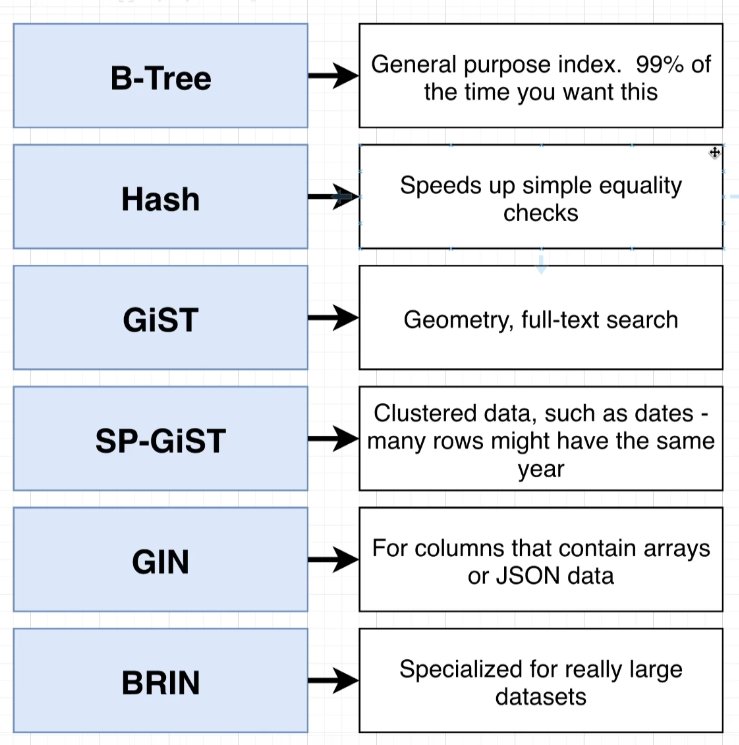 B-Tree
General purpose index.  99% of
the time you want this
Hash
Speeds up simple equality
checks
GiST
Geometry, full-text search
SP-GiST
Clustered data, such as dates -
many rows might have the same
year
GIN
For columns that contain arrays
or JSON data
BRIN
Specialized for really large
datasets